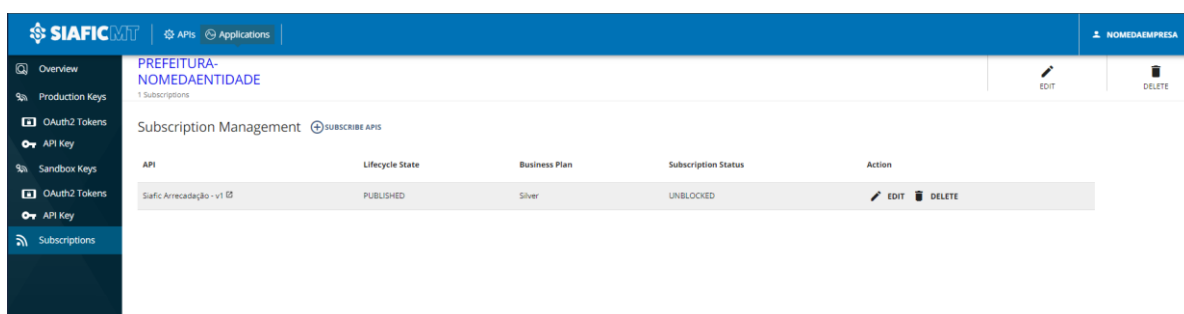 SIAFIC MT
APIs
Applications
NOMEDAEMPRESA
Overview
Production Keys
OAuth2 Tokens
API Key
Sandbox Keys
OAuth2 Tokens
API Key
Subscriptions
PREFEITURA-
NOMEDAENTIDADE
1 Subscriptions
EDIT
DELETE
Subscription Management SUBSCRIBE APIS
API Lifecycle State Business Plan Subscription Status Action
Siafic Arrecadação - v1 PUBLISHED Silver UNBLOCKED EDIT DELETE